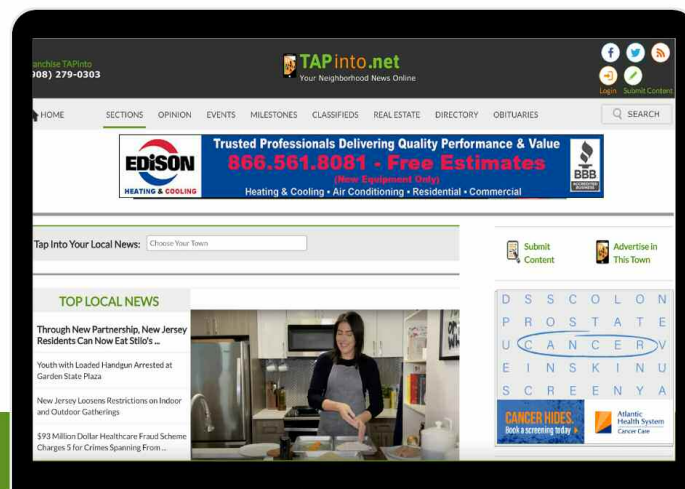 anchise TAPinto
908) 279-0303
TAPinto.net
Your Neighborhood News Online
Login Submit Content
HOME SECTIONS OPINION EVENTS MILESTONES CLASSIFIEDS REAL ESTATE DIRECTORY OBITUARIES SEARCH
EDISON
HEATING & COOLING
Trusted Professionals Delivering Quality Performance & Value
866.561.8081 - Free Estimates
(New Equipment Only)
Heating & Cooling • Air Conditioning • Residential • Commercial
BBB
ACCREDITED
BUSINESS
Tap Into Your Local News: Choose Your Town
Submit
Content
Advertise in
This Town
TOP LOCAL NEWS
Through New Partnership, New Jersey
Residents Can Now Eat Stilo's ...
Youth with Loaded Handgun Arrested at
Garden State Plaza
New Jersey Loosens Restrictions on Indoor
and Outdoor Gatherings
$93 Million Dollar Healthcare Fraud Scheme
Charges 5 for Crimes Spanning From ...
D S S C O L O N
P R O S T A T E
U C A N C E R V
E I N S K I N U
S C R E E N Y A
CANCER HIDES.
Book a screening today
Atlantic
Health System
Cancer Care